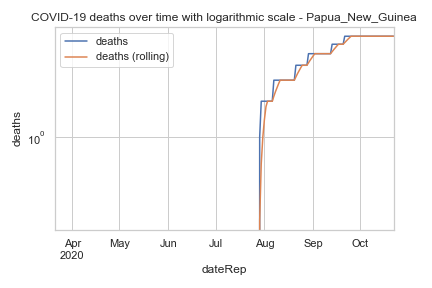 COVID-19 deaths over time with logarithmic scale - Papua_New_Guinea
deaths
deaths (rolling)
deaths
10⁰
Apr May Jun Jul Aug Sep Oct
2020
dateRep